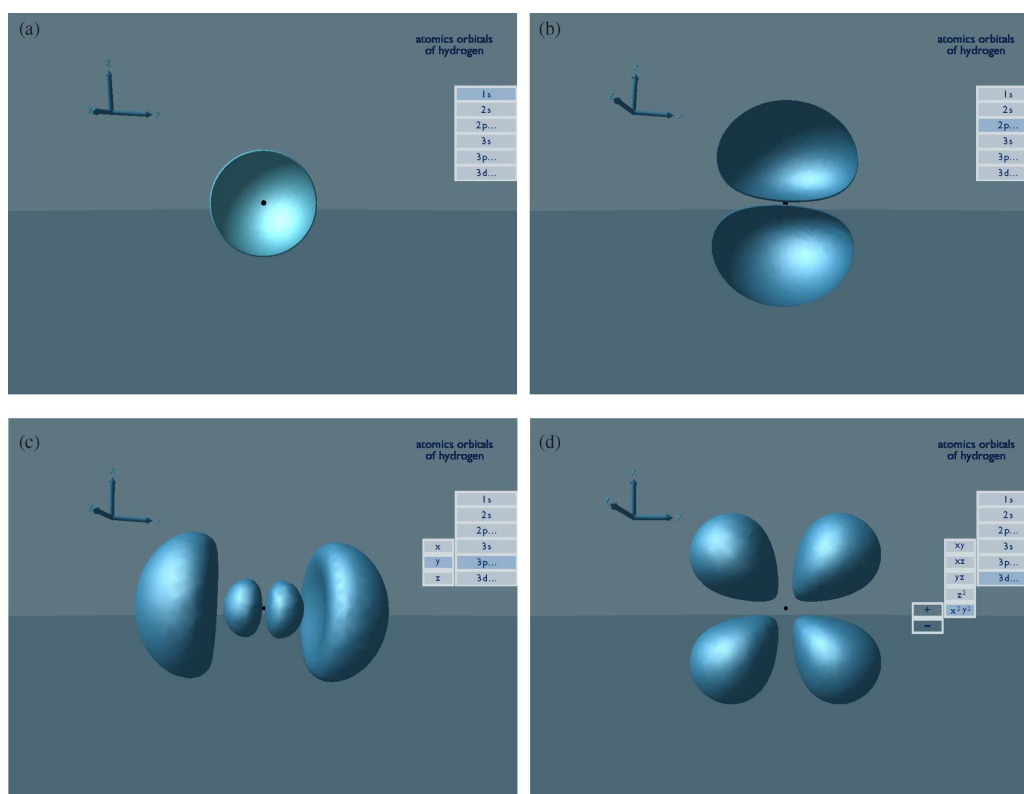 (a)
atomics orbitals
of hydrogen
1s
2s
2p...
3s
3p...
3d...
(b)
atomics orbitals
of hydrogen
1s
2s
2p...
3s
3p...
3d...
(c)
atomics orbitals
of hydrogen
1s
2s
2p...
x 3s
y 3p...
z 3d...
(d)
atomics orbitals
of hydrogen
1s
2s
2p...
xy 3s
xz 3p...
yz 3d...
z²
+ x² y²
-